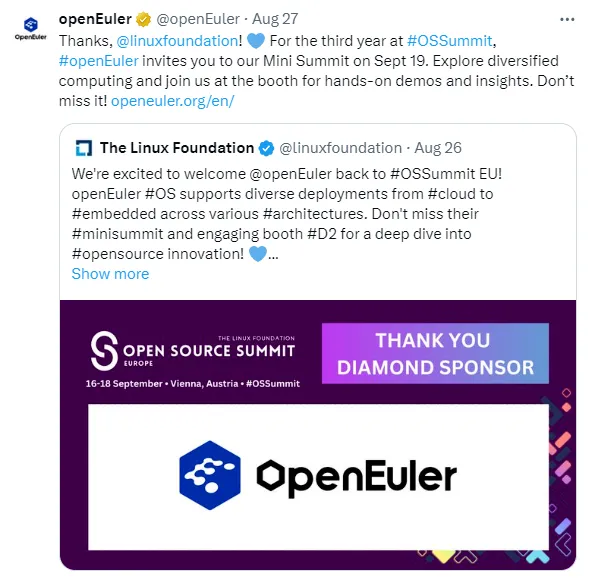 openEuler
openEuler @openEuler · Aug 27
Thanks, @linuxfoundation! 💙 For the third year at #OSSummit,
#openEuler invites you to our Mini Summit on Sept 19. Explore diversified
computing and join us at the booth for hands-on demos and insights. Don’t
miss it! openeuler.org/en/
The Linux Foundation @linuxfoundation · Aug 26
We're excited to welcome @openEuler back to #OSSummit EU!
openEuler #OS supports diverse deployments from #cloud to
#embedded across various #architectures. Don't miss their
#minisummit and engaging booth #D2 for a deep dive into
#opensource innovation! 💙...
Show more
THE LINUX FOUNDATION
OPEN SOURCE SUMMIT
EUROPE
16-18 September • Vienna, Austria • #OSSummit
THANK YOU
DIAMOND SPONSOR
OpenEuler